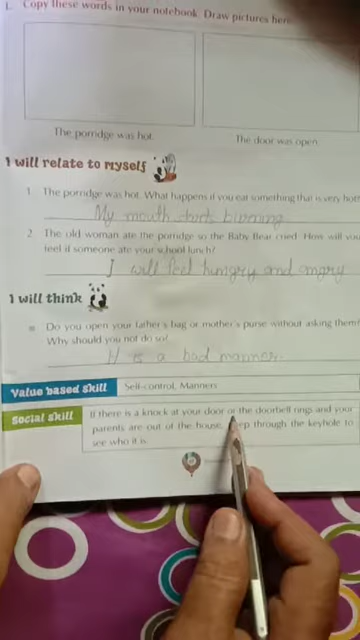 1. Copy these words in your notebook. Draw pictures here
The porridge was hot.
The door was open.
I will relate to myself
1. The porridge was hot. What happens if you eat something that is very hot?
My mouth burning
2. The old woman ate the porridge so the Baby Bear cried. How will you
feel if someone ate your school lunch?
I will feel hungry and angry
I will think
Do you open your father's bag or mother's purse without asking them?
Why should you not do so?
It is a bad manner.
Value based skill
Self-control, Manners
Social skill
If there is a knock at your door or the doorbell rings and your
parents are out of the house, through the keyhole to
see who it is.